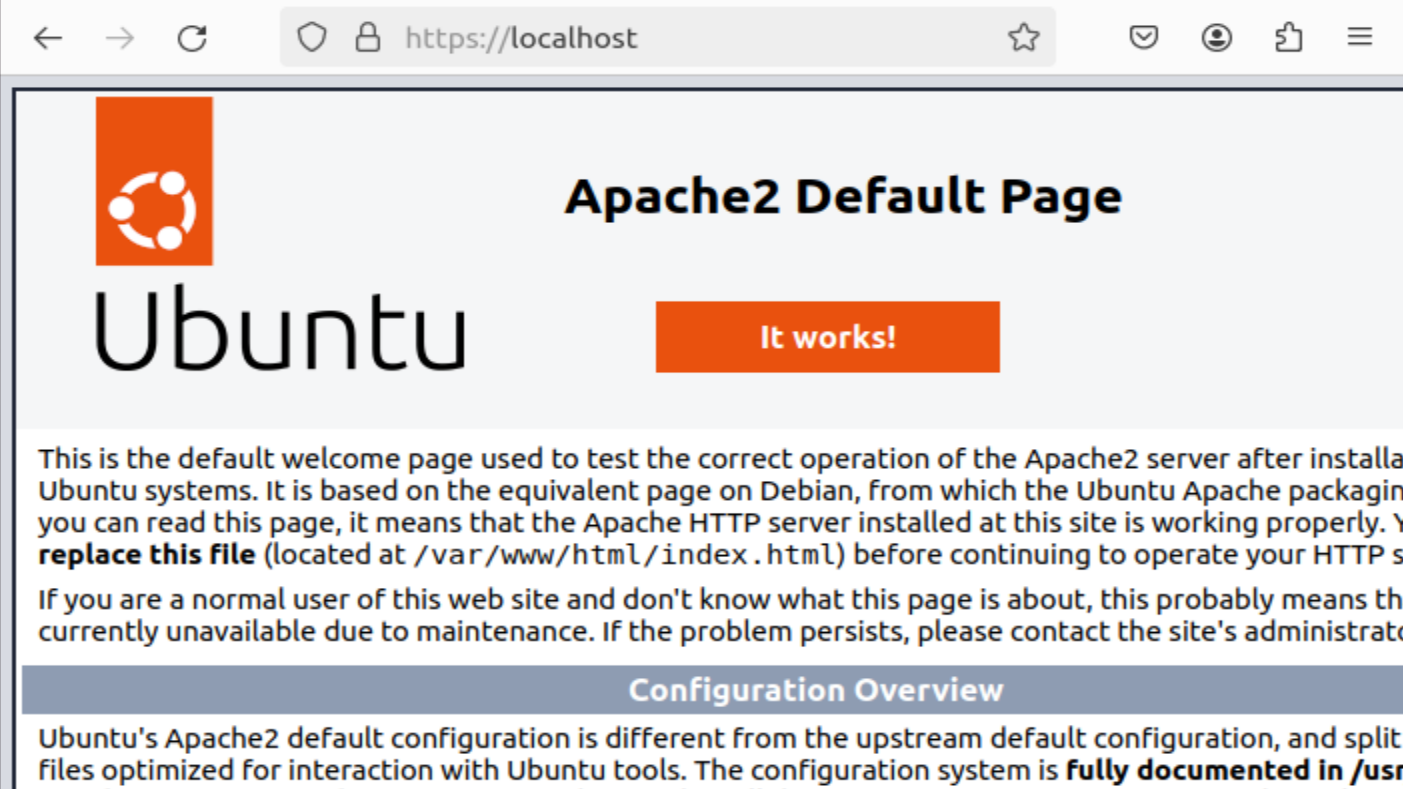 https://localhost
Apache2 Default Page
Ubuntu
It works!
This is the default welcome page used to test the correct operation of the Apache2 server after installa
Ubuntu systems. It is based on the equivalent page on Debian, from which the Ubuntu Apache packagin
you can read this page, it means that the Apache HTTP server installed at this site is working properly. Y
replace this file (located at /var/www/html/index.html) before continuing to operate your HTTP s
If you are a normal user of this web site and don't know what this page is about, this probably means th
currently unavailable due to maintenance. If the problem persists, please contact the site's administrato
Configuration Overview
Ubuntu's Apache2 default configuration is different from the upstream default configuration, and split
files optimized for interaction with Ubuntu tools. The configuration system is fully documented in /usr